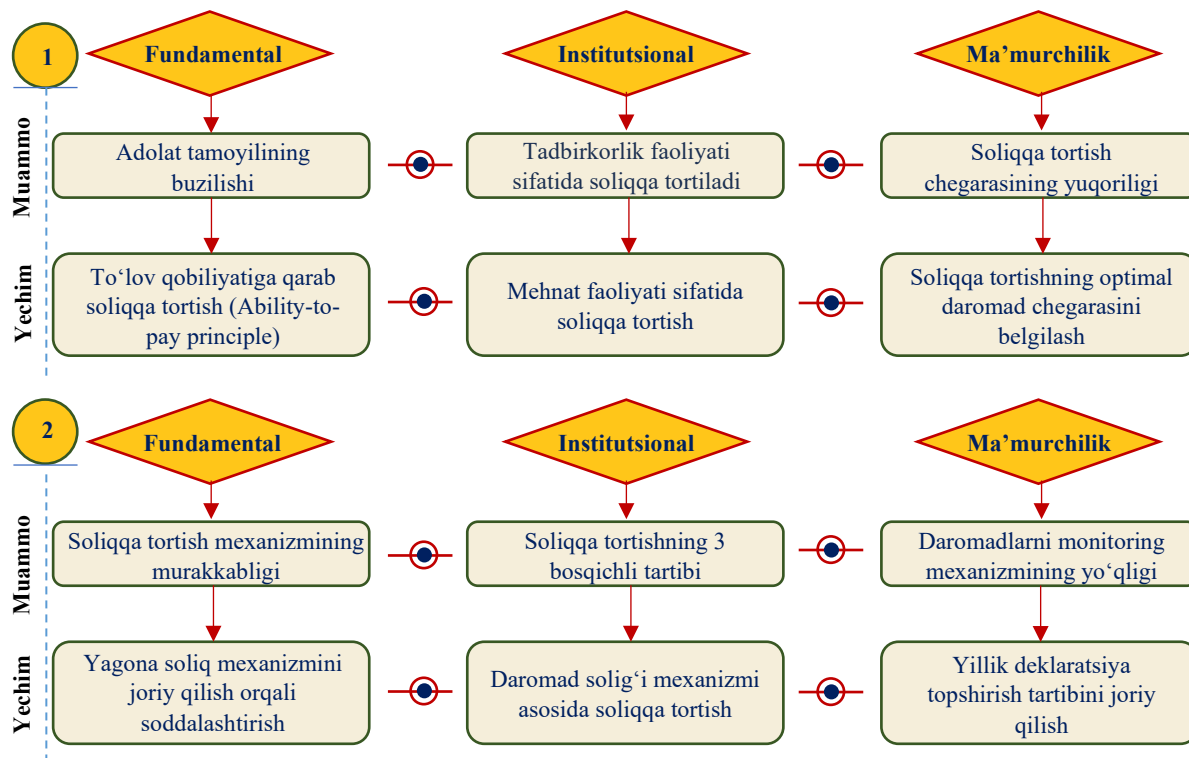 1
Fundamental
Institutsional
Ma’murchilik
Muammo
Adolat tamoyilining
buzilishi
Tadbirkorlik faoliyati
sifatida soliqqa tortiladi
Soliqqa tortish
chegarasining yuqoriligi
Yechim
To‘lov qobiliyatiga qarab
soliqqa tortish (Ability-to-
pay principle)
Mehnat faoliyati sifatida
soliqqa tortish
Soliqqa tortishning optimal
daromad chegarasini
belgilash
2
Fundamental
Institutsional
Ma’murchilik
Muammo
Soliqqa tortish mexanizmining
murakkabligi
Soliqqa tortishning 3
bosqichli tartibi
Daromadlarni monitoring
mexanizmining yo‘qligi
Yechim
Yagona soliq mexanizmini
joriy qilish orqali
soddalashtirish
Daromad solig‘i mexanizmi
asosida soliqqa tortish
Yillik deklaratsiya
topshirish tartibini joriy
qilish